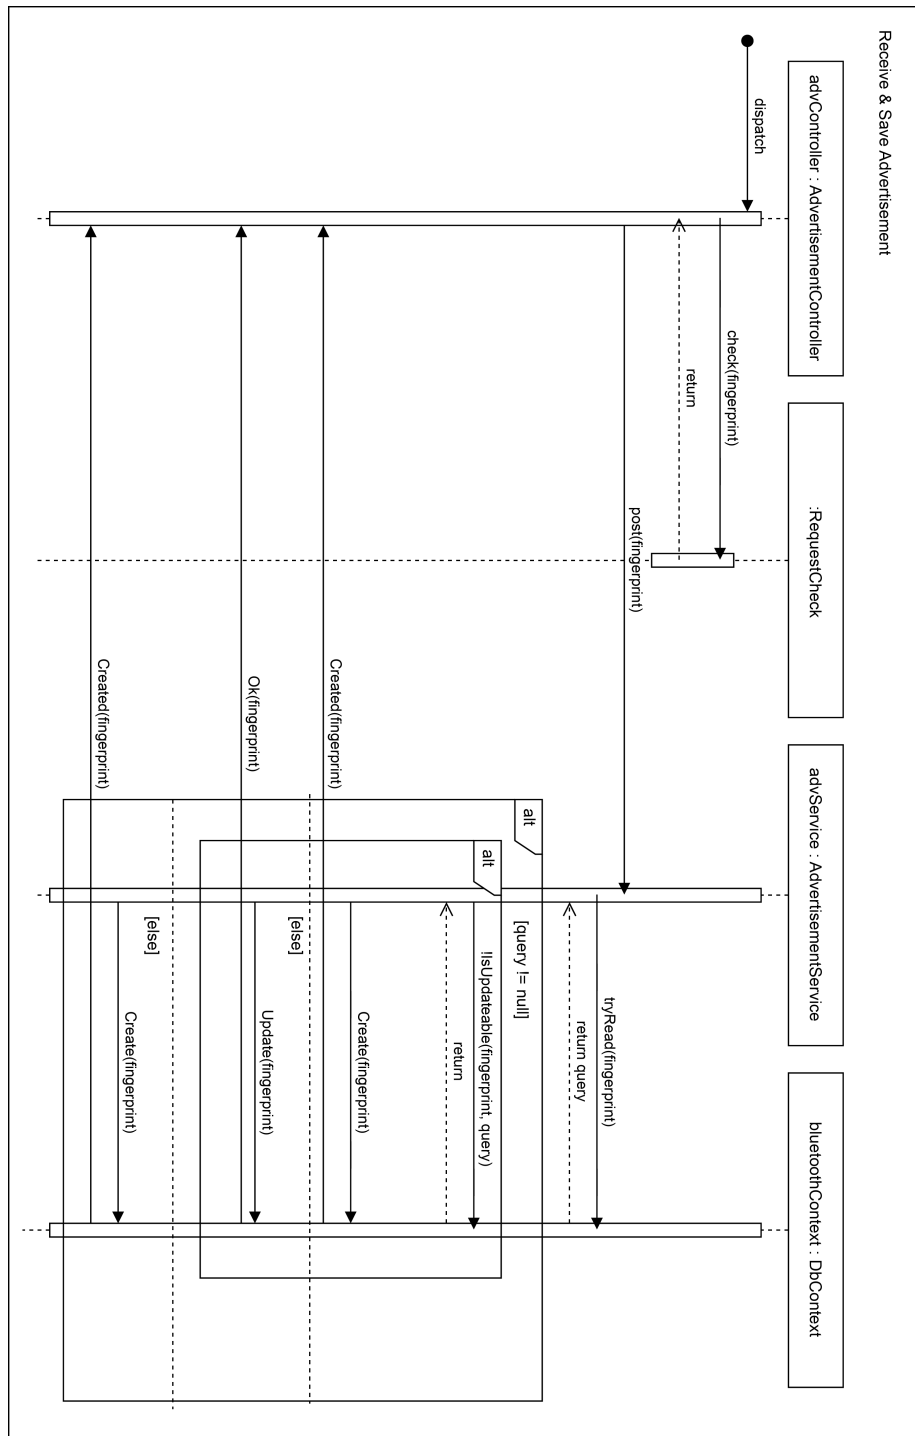 Receive & Save Advertisement
advController : AdvertisementController
:RequestCheck
advService : AdvertisementService
bluetoothContext : DbContext
dispatch
check(fingerprint)
return
post(fingerprint)
tryRead(fingerprint)
return query
alt
[query != null]
alt
!IsUpdateable(fingerprint, query)
return
Create(fingerprint)
Created(fingerprint)
[else]
Update(fingerprint)
Ok(fingerprint)
[else]
Create(fingerprint)
Created(fingerprint)